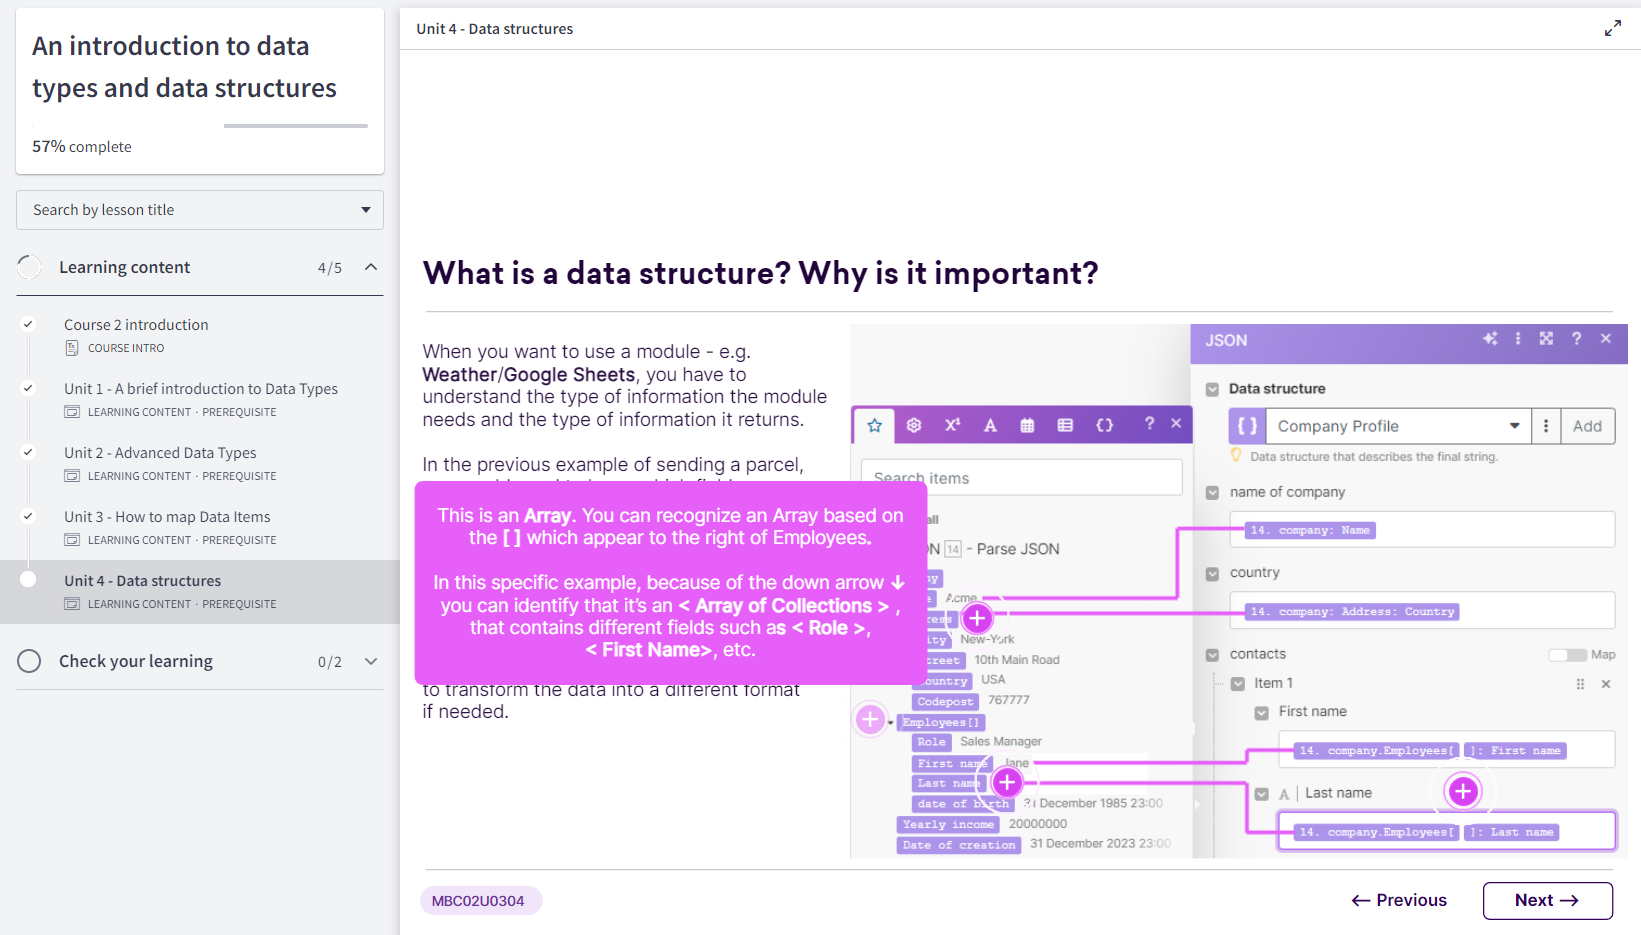 An introduction to data
types and data structures
57% complete
Search by lesson title
Learning content 4/5
Course 2 introduction
COURSE INTRO
Unit 1 - A brief introduction to Data Types
LEARNING CONTENT · PREREQUISITE
Unit 2 - Advanced Data Types
LEARNING CONTENT · PREREQUISITE
Unit 3 - How to map Data Items
LEARNING CONTENT · PREREQUISITE
Unit 4 - Data structures
LEARNING CONTENT · PREREQUISITE
Check your learning 0/2
Unit 4 - Data structures
What is a data structure? Why is it important?
When you want to use a module - e.g.
Weather/Google Sheets, you have to
understand the type of information the module
needs and the type of information it returns.
In the previous example of sending a parcel,
This is an Array. You can recognize an Array based on
the [ ] which appear to the right of Employees.
In this specific example, because of the down arrow ↓
you can identify that it's an < Array of Collections > ,
that contains different fields such as < Role >,
< First Name>, etc.
to transform the data into a different format
if needed.
Search items
14 - Parse JSON
Acme
New-York
10th Main Road
Country USA
Codepost 767777
Employees[]
Role Sales Manager
First name Jane
Last name
date of birth 31 December 1985 23:00
Yearly income 20000000
Date of creation 31 December 2023 23:00
JSON
Data structure
{ } Company Profile Add
Data structure that describes the final string.
name of company
14. company: Name
country
14. company: Address: Country
contacts Map
Item 1
First name
14. company.Employees[ ]: First name
A Last name
14. company.Employees[ ]: Last name
MBC02U0304
← Previous
Next →